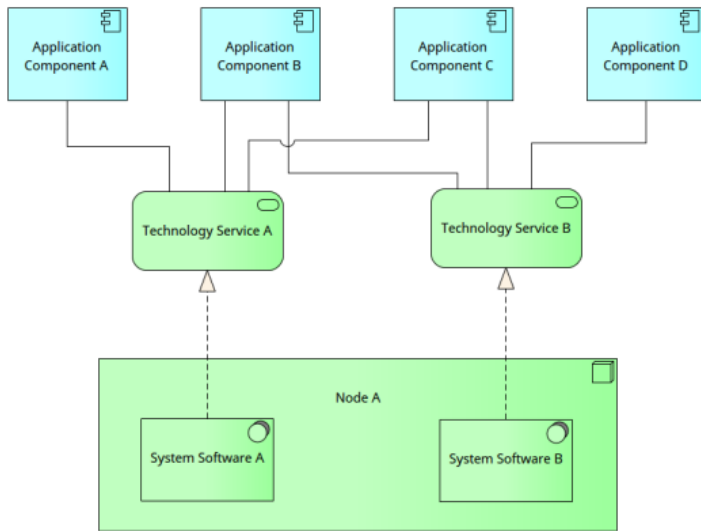 Application
Component A
Application
Component B
Application
Component C
Application
Component D
Technology Service A
Technology Service B
Node A
System Software A
System Software B